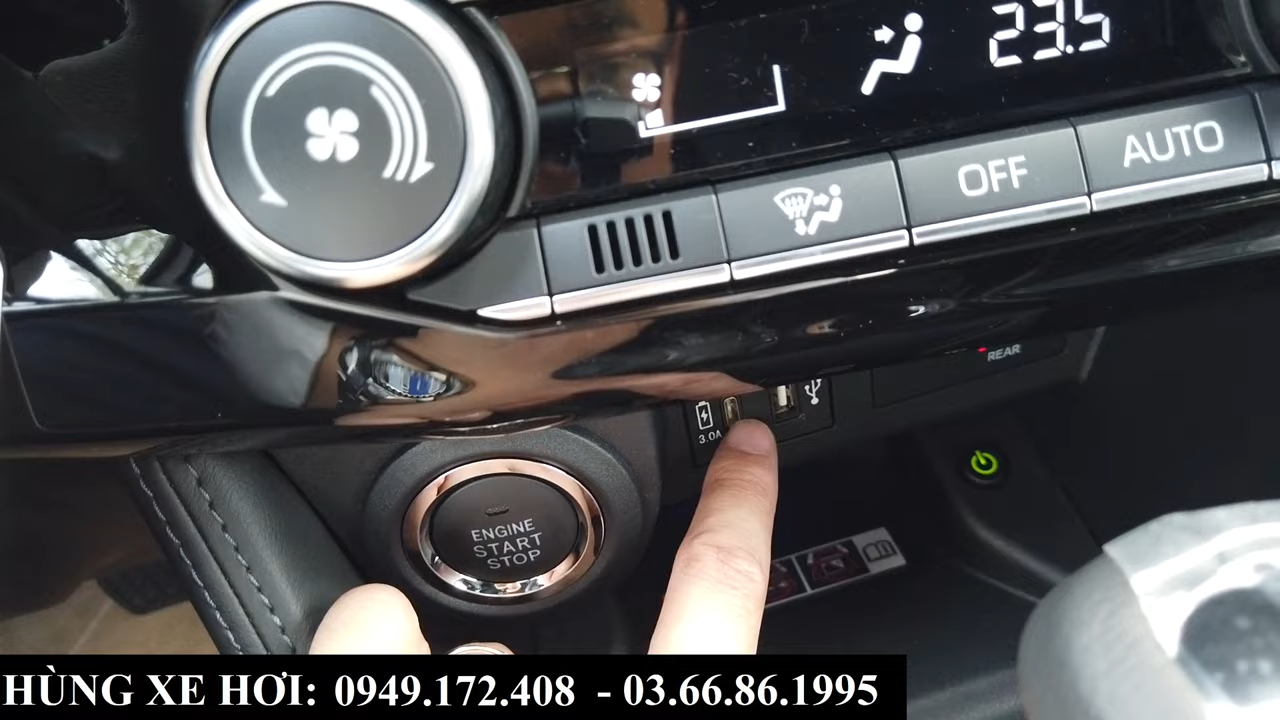 23.5
OFF
AUTO
REAR
3.0A
ENGINE
START
STOP
HÙNG XE HƠI: 0949.172.408 - 03.66.86.1995